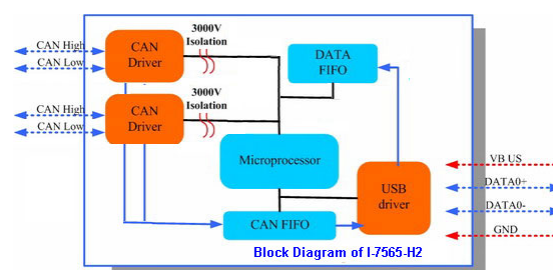 CAN High
CAN Low
CAN
Driver
3000V
Isolation
DATA
FIFO
CAN High
CAN Low
CAN
Driver
3000V
Isolation
Microprocessor
USB
driver
CAN FIFO
VB US
DATA0+
DATA0-
GND
Block Diagram of I-7565-H2